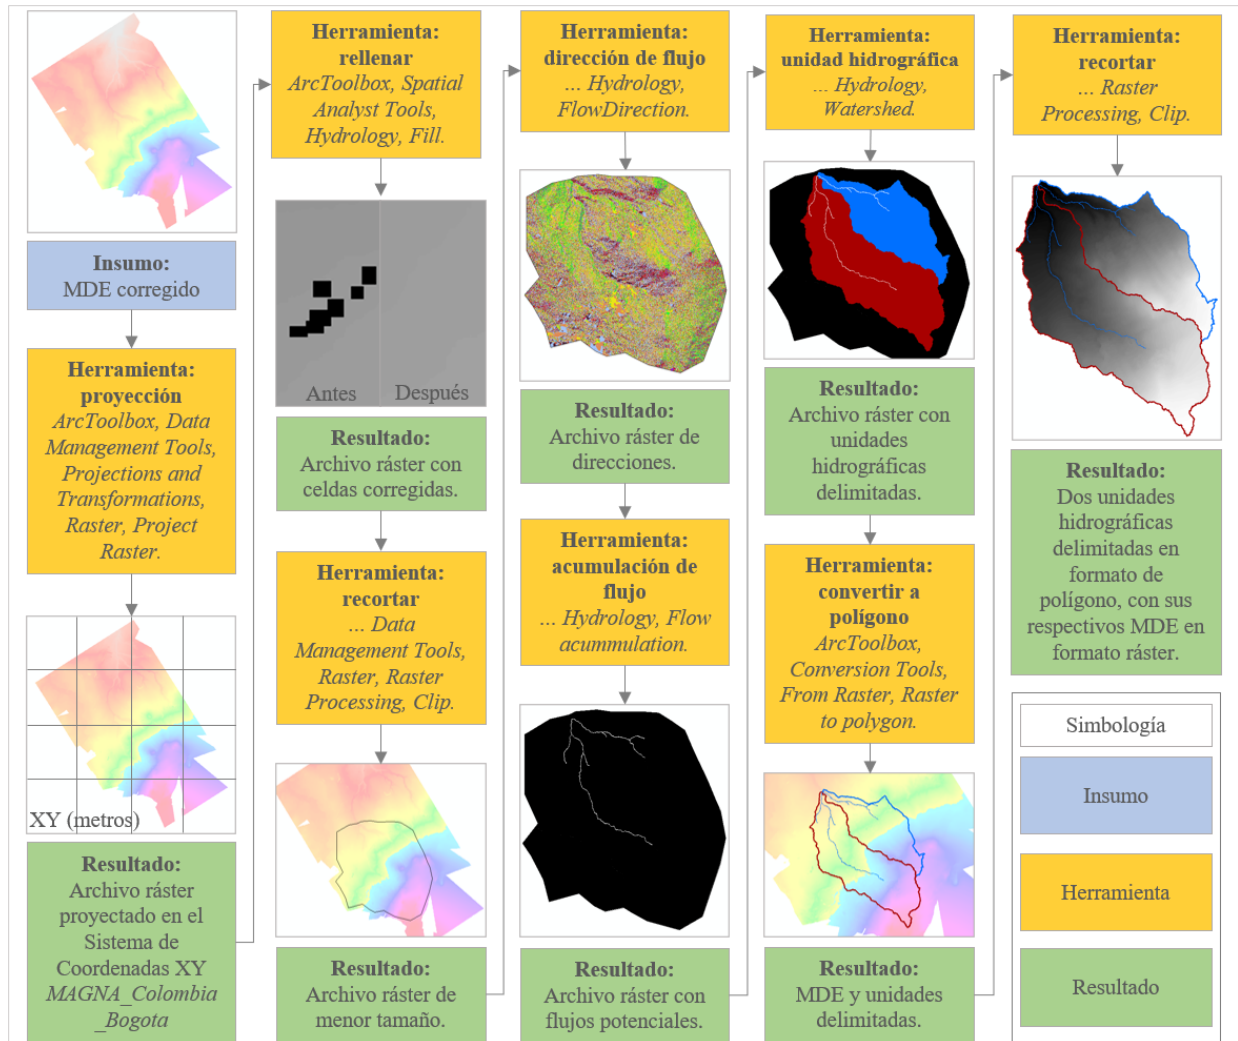 Insumo:
MDE corregido
Herramienta:
proyección
ArcToolbox, Data
Management Tools,
Projections and
Transformations,
Raster, Project
Raster.
XY (metros)
Resultado:
Archivo ráster
proyectado en el
Sistema de
Coordenadas XY
MAGNA_Colombia
_Bogota
Herramienta:
rellenar
ArcToolbox, Spatial
Analyst Tools,
Hydrology, Fill.
Antes
Después
Resultado:
Archivo ráster con
celdas corregidas.
Herramienta:
recortar
... Data
Management Tools,
Raster, Raster
Processing, Clip.
Resultado:
Archivo ráster de
menor tamaño.
Herramienta:
dirección de flujo
... Hydrology,
FlowDirection.
Resultado:
Archivo ráster de
direcciones.
Herramienta:
acumulación de
flujo
... Hydrology, Flow
acummulation.
Resultado:
Archivo ráster con
flujos potenciales.
Herramienta:
unidad hidrográfica
... Hydrology,
Watershed.
Resultado:
Archivo ráster con
unidades
hidrográficas
delimitadas.
Herramienta:
convertir a
polígono
ArcToolbox,
Conversion Tools,
From Raster, Raster
to polygon.
Resultado:
MDE y unidades
delimitadas.
Herramienta:
recortar
... Raster
Processing, Clip.
Resultado:
Dos unidades
hidrográficas
delimitadas en
formato de
polígono, con sus
respectivos MDE en
formato ráster.
Simbología
Insumo
Herramienta
Resultado